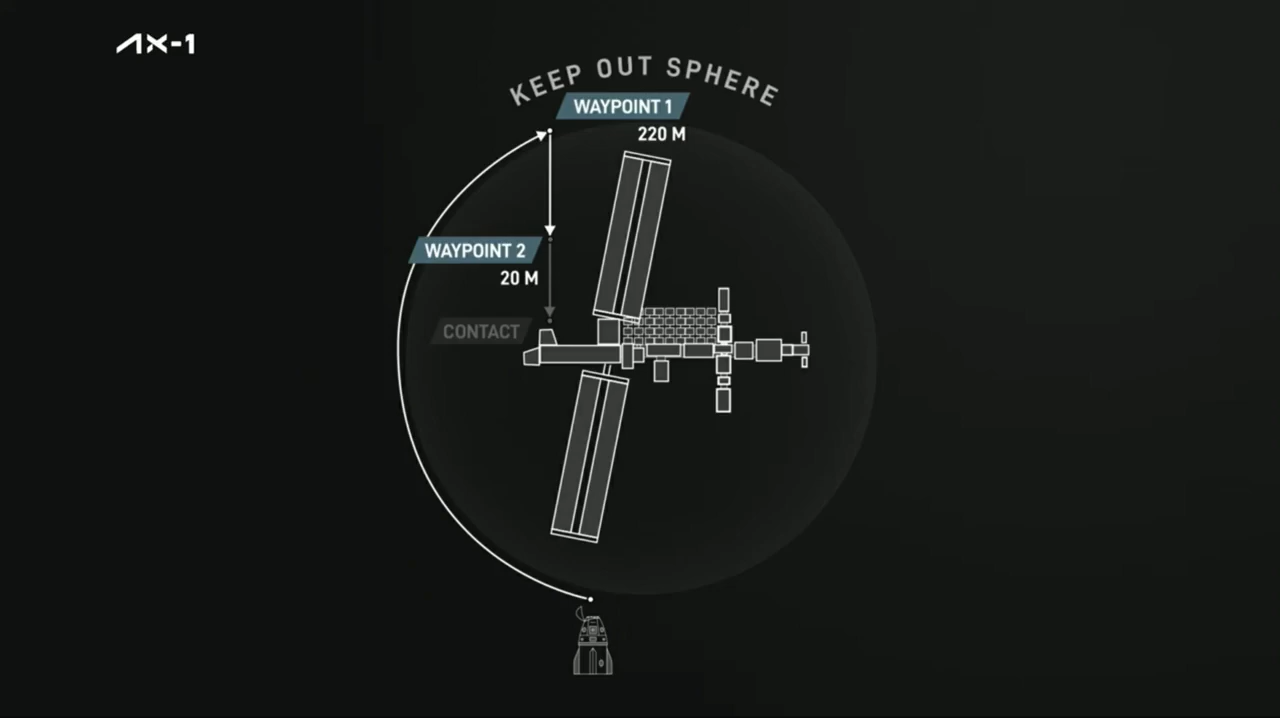 AX-1
KEEP OUT SPHERE
WAYPOINT 1
220 M
WAYPOINT 2
20 M
CONTACT